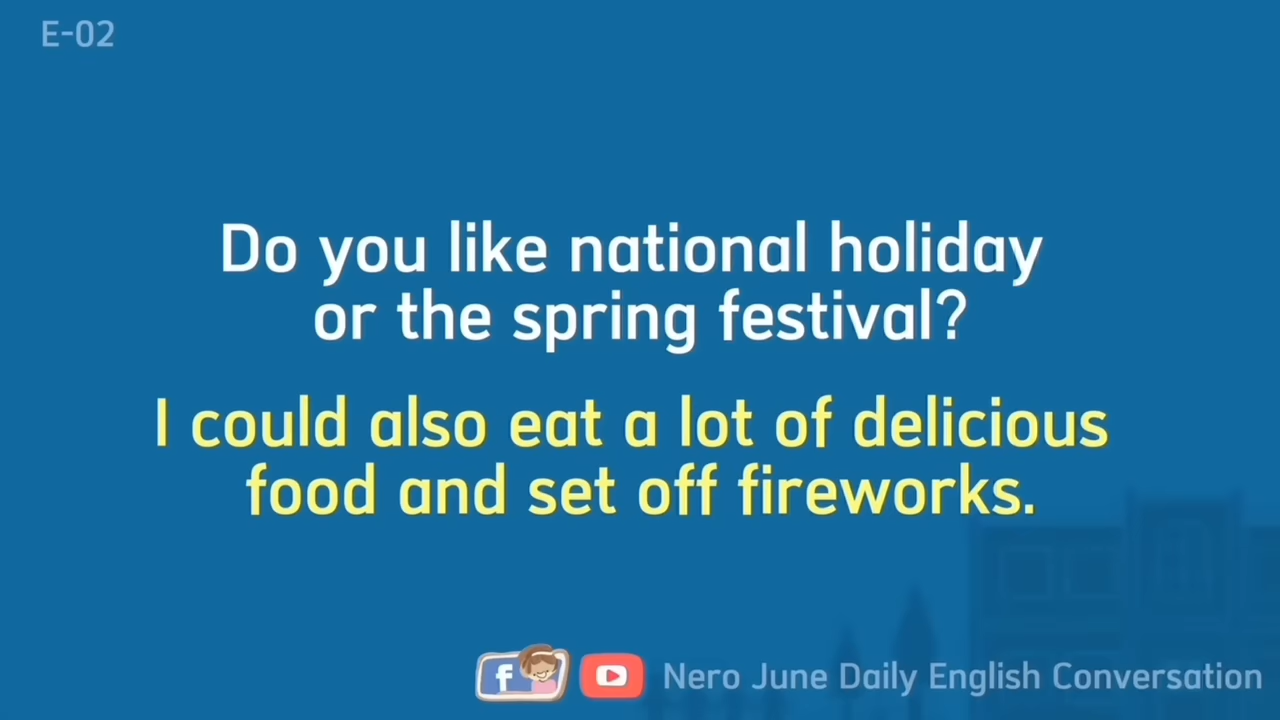 E-02
Do you like national holiday
or the spring festival?
I could also eat a lot of delicious
food and set off fireworks.
f
Nero June Daily English Conversation